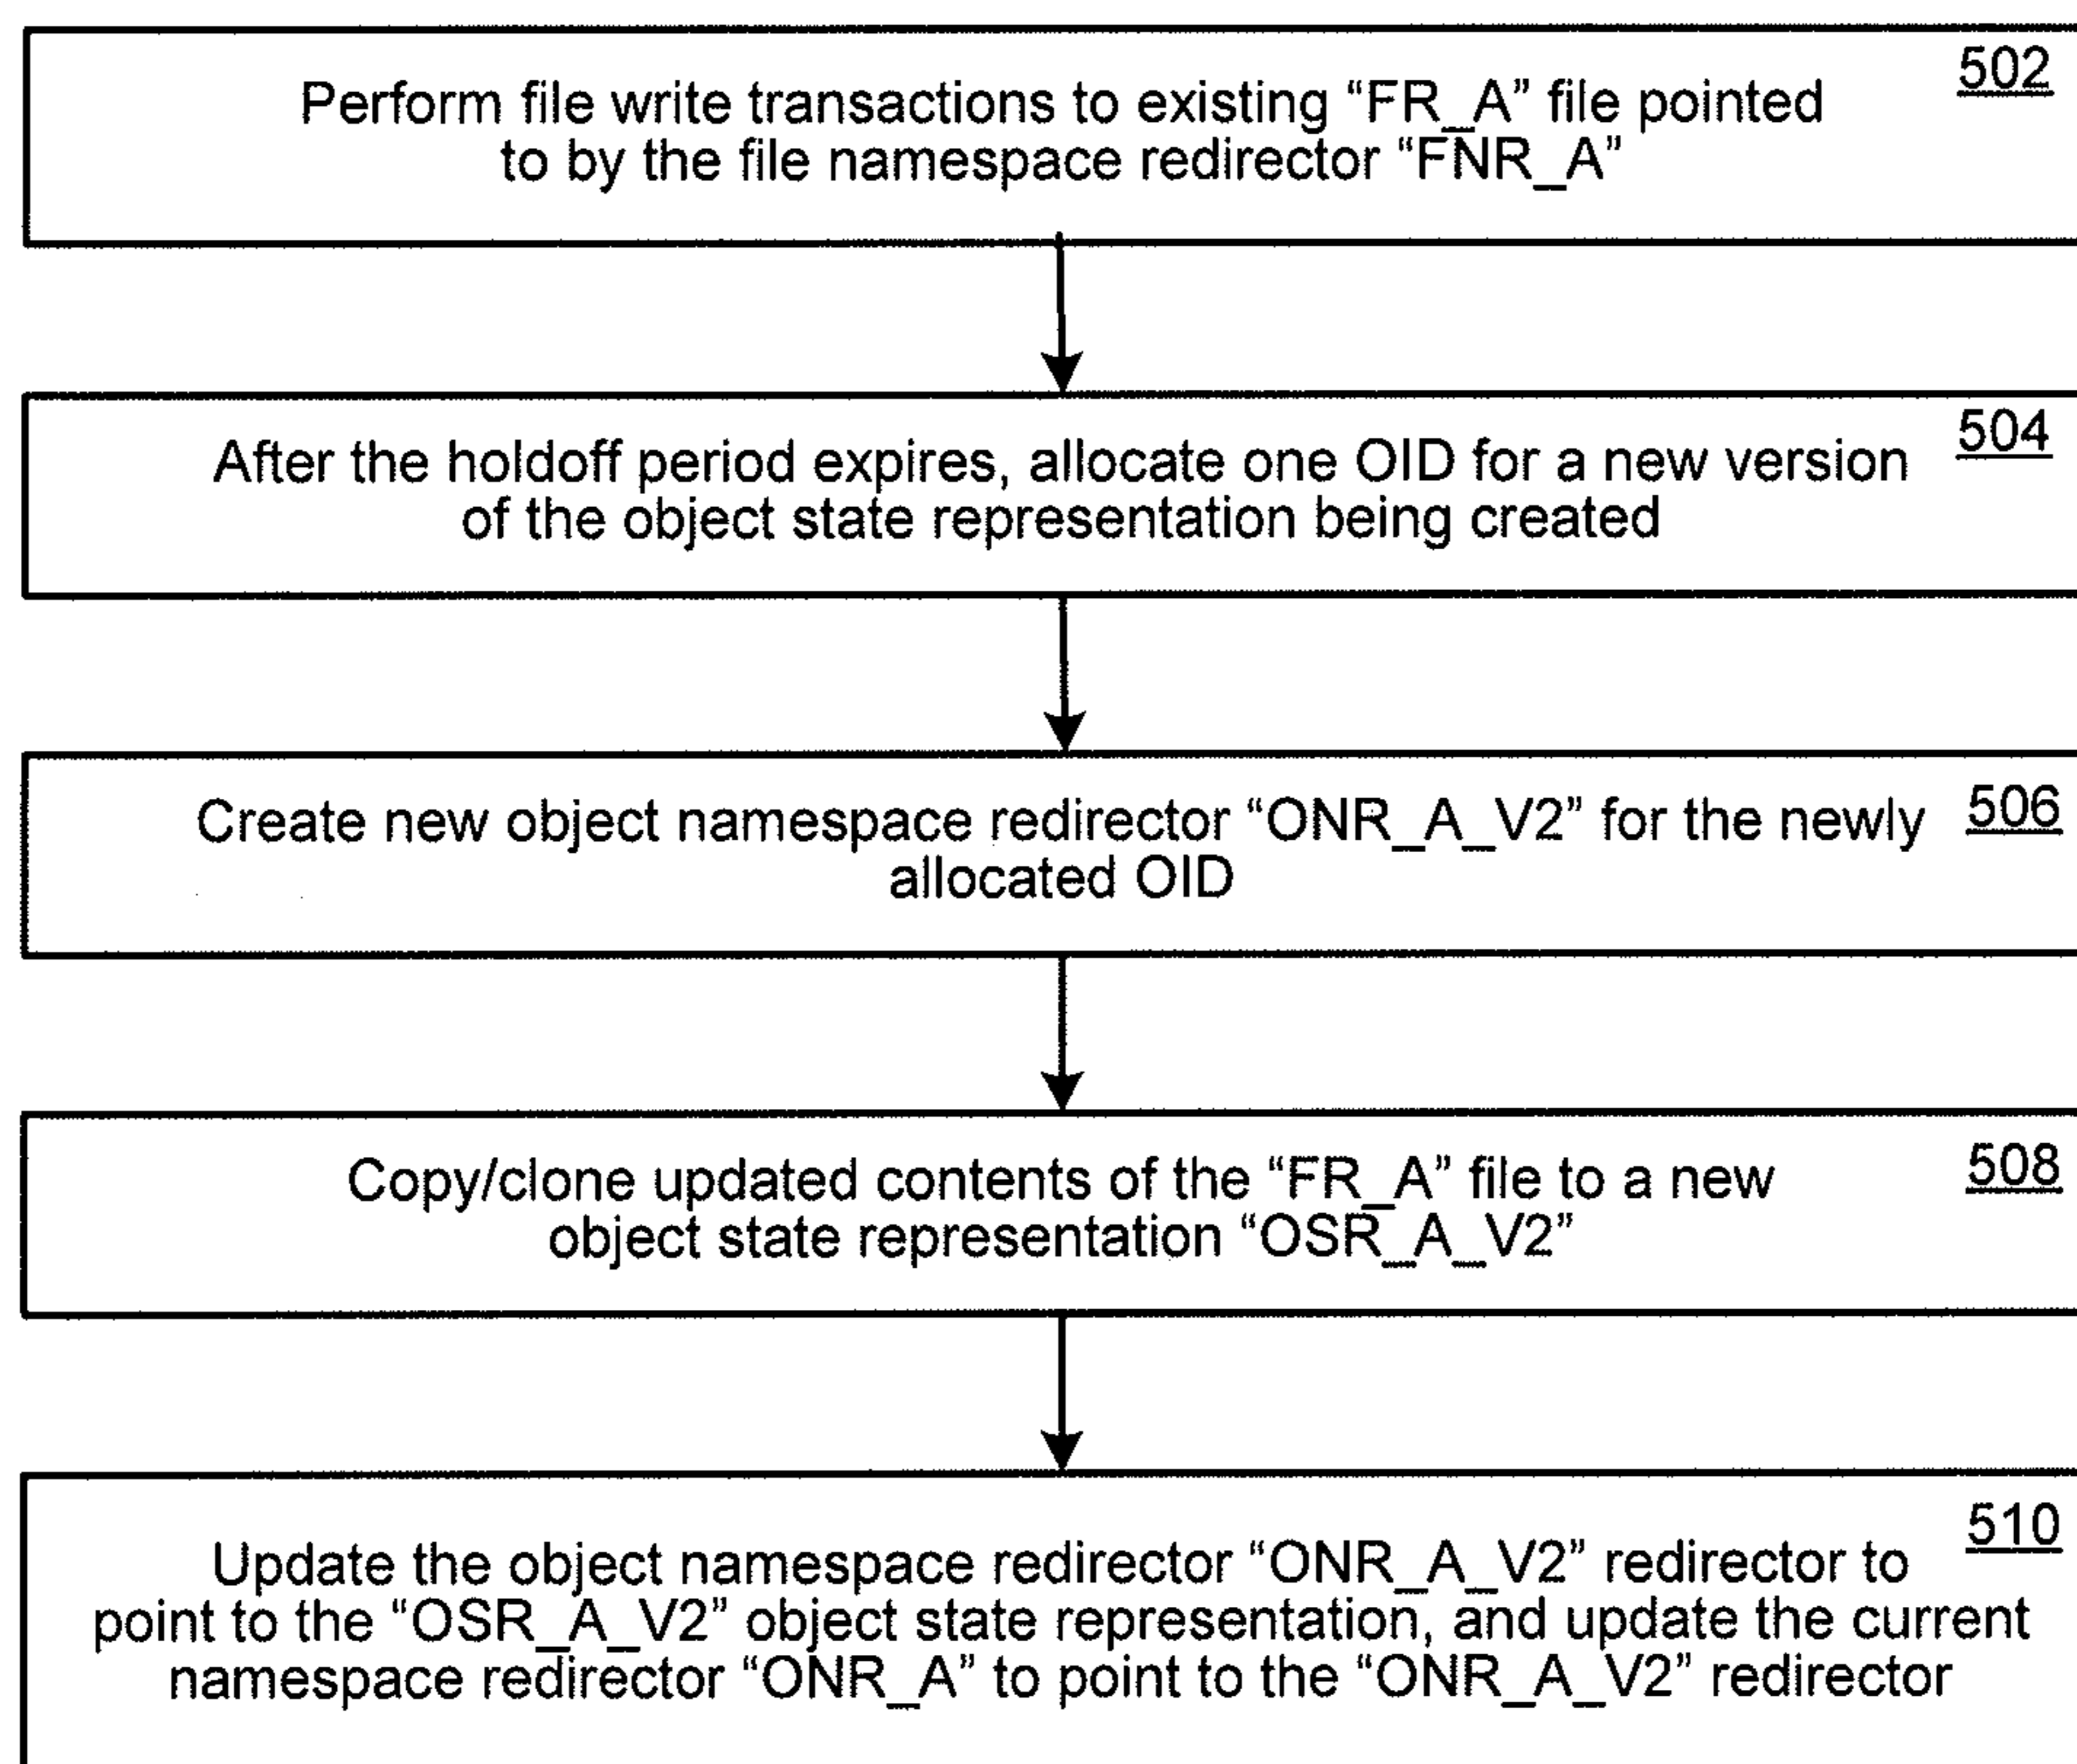 502
Perform file write transactions to existing “FR_A” file pointed
to by the file namespace redirector “FNR_A”
504
After the holdoff period expires, allocate one OID for a new version
of the object state representation being created
506
Create new object namespace redirector “ONR_A_V2” for the newly
allocated OID
508
Copy/clone updated contents of the “FR_A” file to a new
object state representation “OSR_A_V2”
510
Update the object namespace redirector “ONR_A_V2” redirector to
point to the “OSR_A_V2” object state representation, and update the current
namespace redirector “ONR_A” to point to the “ONR_A_V2” redirector